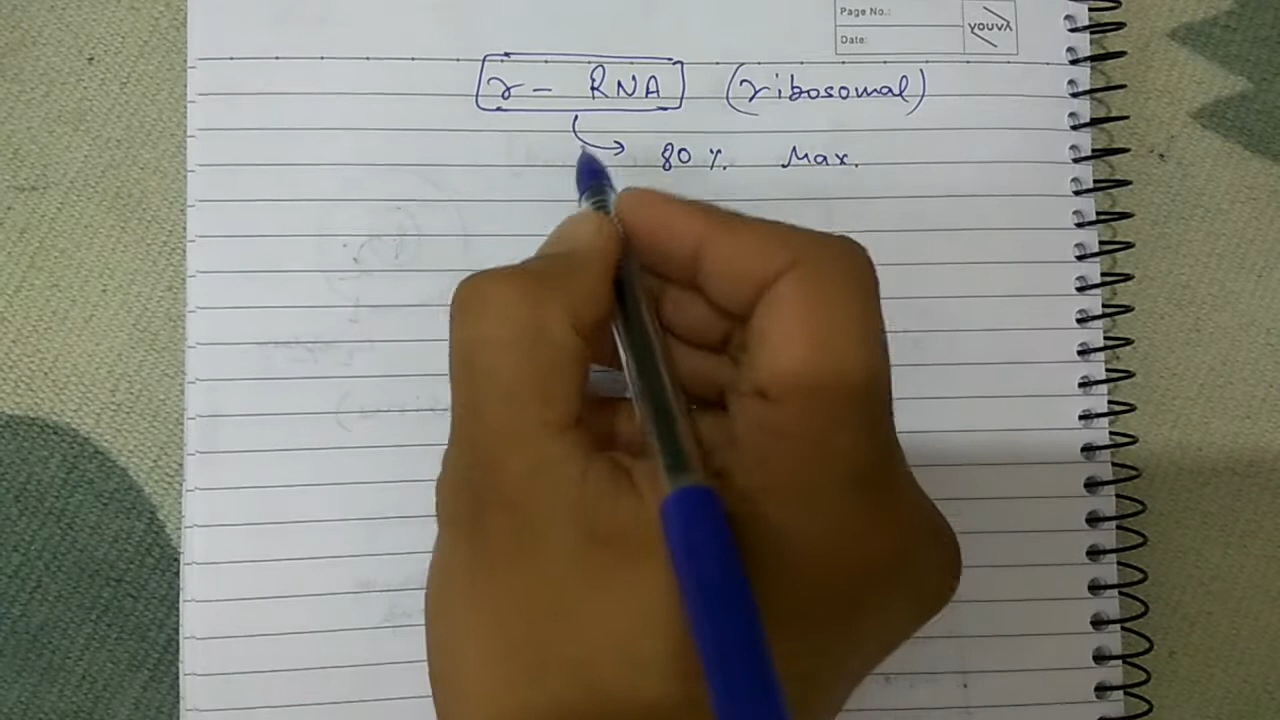 Page No.:
YOUVA
Date:
r - RNA (ribosomal)
80 % Max.